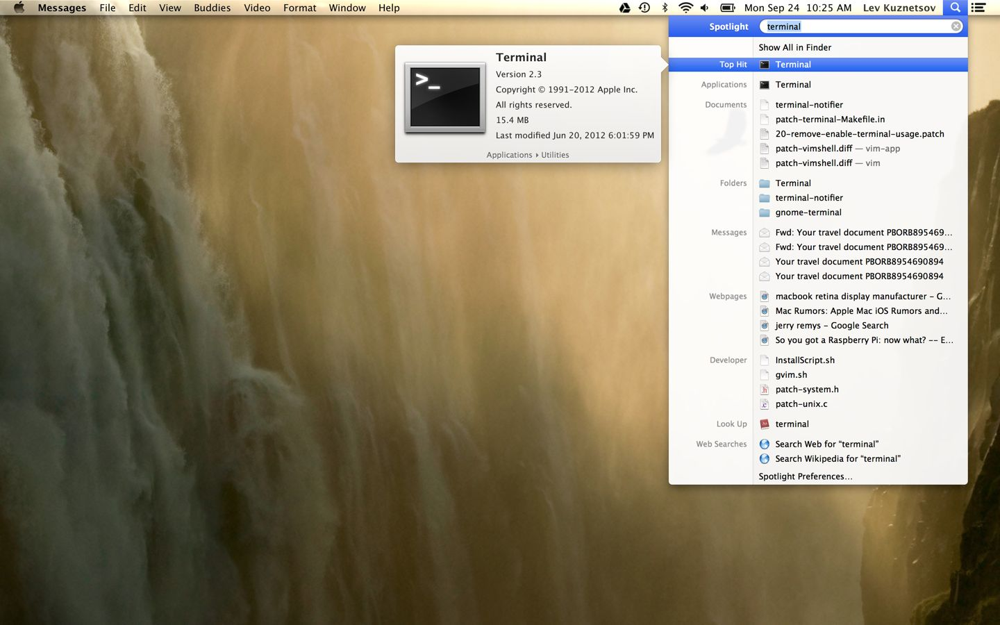 Messages File Edit View Buddies Video Format Window Help Mon Sep 24 10:25 AM Lev Kuznetsov
Spotlight terminal
Show All in Finder
Top Hit Terminal
Applications Terminal
Documents terminal-notifier
patch-terminal-Makefile.in
20-remove-enable-terminal-usage.patch
patch-vimshell.diff — vim-app
patch-vimshell.diff — vim
Folders Terminal
terminal-notifier
gnome-terminal
Messages Fwd: Your travel document PBORB895469...
Fwd: Your travel document PBORB895469...
Your travel document PBORB8954690894
Your travel document PBORB8954690894
Webpages macbook retina display manufacturer - G...
Mac Rumors: Apple Mac iOS Rumors and...
jerry remys - Google Search
So you got a Raspberry Pi: now what? -- E...
Developer InstallScript.sh
gvim.sh
patch-system.h
patch-unix.c
Look Up terminal
Web Searches Search Web for “terminal”
Search Wikipedia for “terminal”
Spotlight Preferences...
Terminal
Version 2.3
Copyright © 1991-2012 Apple Inc.
All rights reserved.
15.4 MB
Last modified Jun 20, 2012 6:01:59 PM
Applications ▸ Utilities